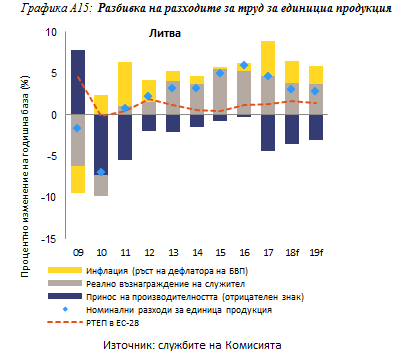 Графика А15: Разбивка на разходите за труд за единица продукция
Литва
Процентно изменение на годишна база (%)
10
5
0
-5
-10
-15
09 10 11 12 13 14 15 16 17 18f 19f
Инфлация (ръст на дефлатора на БВП)
Реално възнаграждение на служител
Принос на производителността (отрицателен знак)
Номинални разходи за единица продукция
РТЕП в ЕС-28
Източник: службите на Комисията